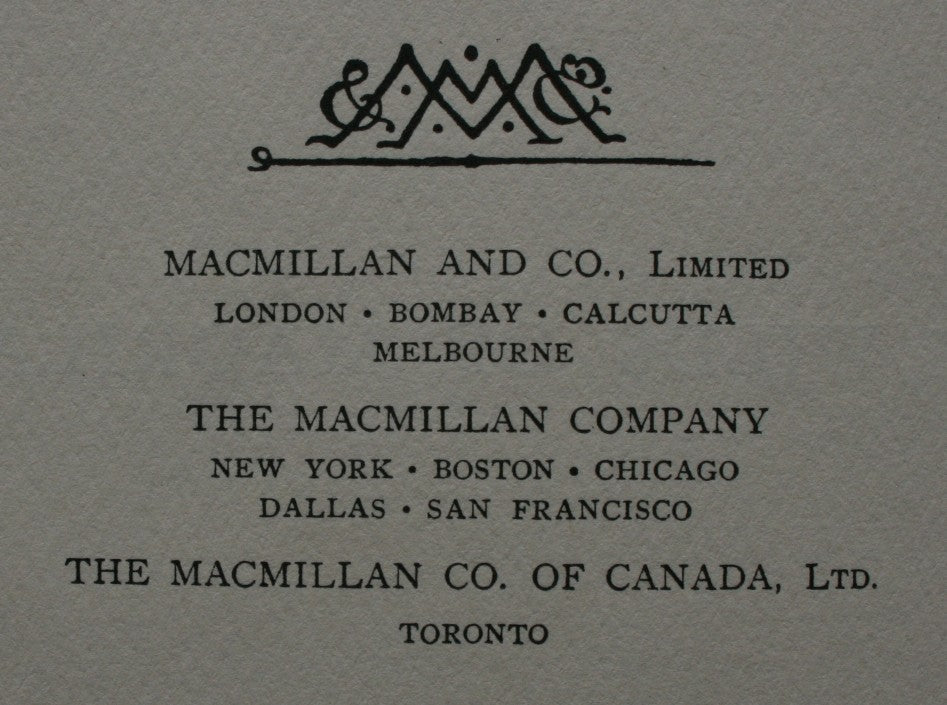 MACMILLAN AND CO., LIMITED
LONDON • BOMBAY • CALCUTTA
MELBOURNE
THE MACMILLAN COMPANY
NEW YORK • BOSTON • CHICAGO
DALLAS • SAN FRANCISCO
THE MACMILLAN CO. OF CANADA, LTD.
TORONTO